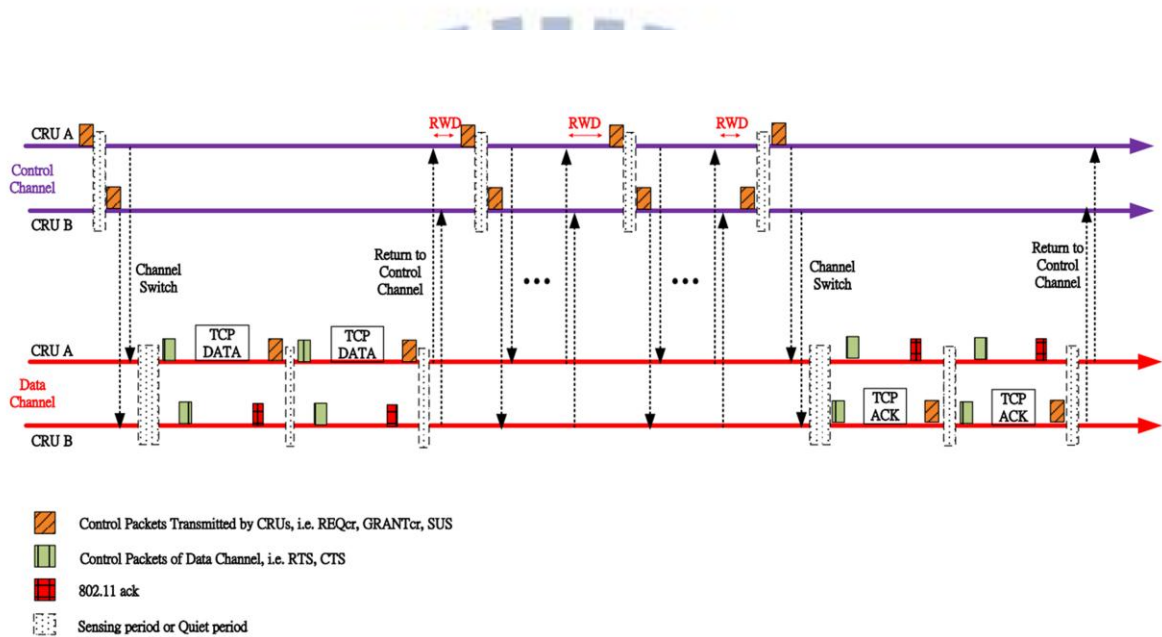 RWD
RWD
RWD
CRU A
Control
Channel
CRU B
Channel
Switch
Return to
Control
Channel
...
...
Channel
Switch
Return to
Control
Channel
CRU A
TCP
DATA
TCP
DATA
Data
Channel
TCP
ACK
TCP
ACK
CRU B
Control Packets Transmitted by CRUs, i.e. REQcr, GRANTcr, SUS
Control Packets of Data Channel, i.e. RTS, CTS
802.11 ack
Sensing period or Quiet period